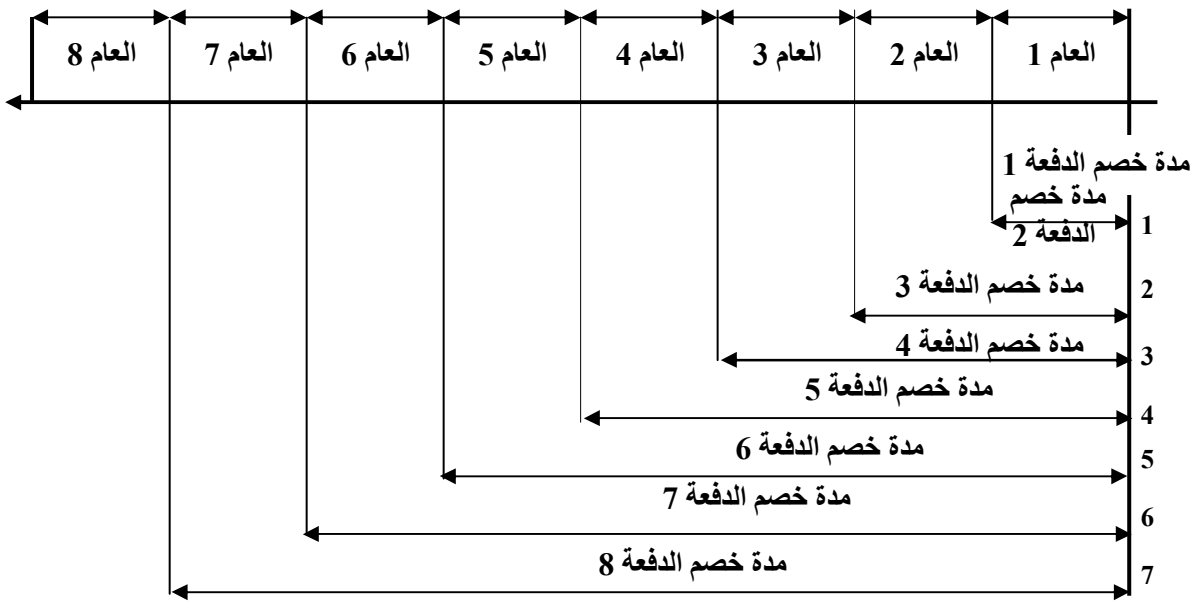 العام 1 العام 2 العام 3 العام 4 العام 5 العام 6 العام 7 العام 8
مدة خصم الدفعة 1
مدة خصم
الدفعة 2
1
مدة خصم الدفعة 3
2
مدة خصم الدفعة 4
3
مدة خصم الدفعة 5
4
مدة خصم الدفعة 6
5
مدة خصم الدفعة 7
6
مدة خصم الدفعة 8
7